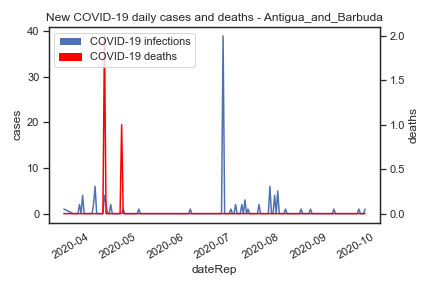 New COVID-19 daily cases and deaths - Antigua_and_Barbuda
COVID-19 infections
COVID-19 deaths
cases
40
30
20
10
0
deaths
2.0
1.5
1.0
0.5
0.0
2020-04
2020-05
2020-06
2020-07
2020-08
2020-09
2020-10
dateRep